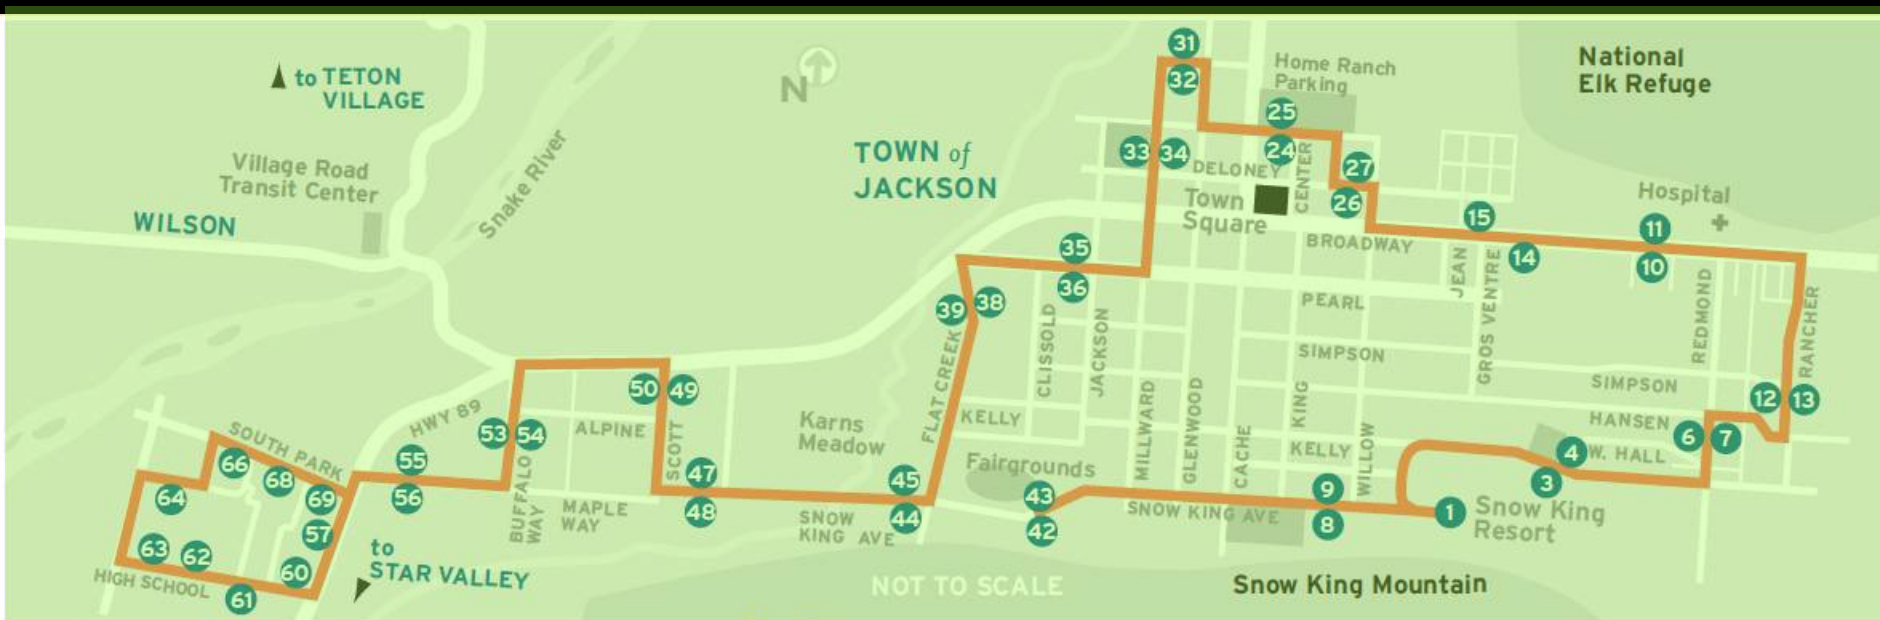 to TETON
VILLAGE
Village Road
Transit Center
WILSON
Snake River
N
TOWN of
JACKSON
31
32
Home Ranch
Parking
25
24
National
Elk Refuge
33
34
DELONEY
CENTER
27
26
Town
Square
Hospital
15
14
11
10
BROADWAY
35
36
39
38
JEAN
GROS VENTRE
REDMOND
RANCHER
PEARL
CLISSOLD
JACKSON
FLAT CREEK
SIMPSON
SIMPSON
HANSEN
W. HALL
12
13
6
7
4
3
50
49
HWY 89
53
54
ALPINE
SCOTT
Karns
Meadow
KELLY
MILLWARD
GLENWOOD
CACHE
KING
KELLY
WILLOW
SOUTH PARK
66
68
69
64
55
56
BUFFALO
WAY
MAPLE
WAY
47
48
45
44
SNOW
KING AVE
Fairgrounds
43
42
SNOW KING AVE
9
8
1
Snow King
Resort
57
63
62
60
61
HIGH SCHOOL
to
STAR VALLEY
NOT TO SCALE
Snow King Mountain